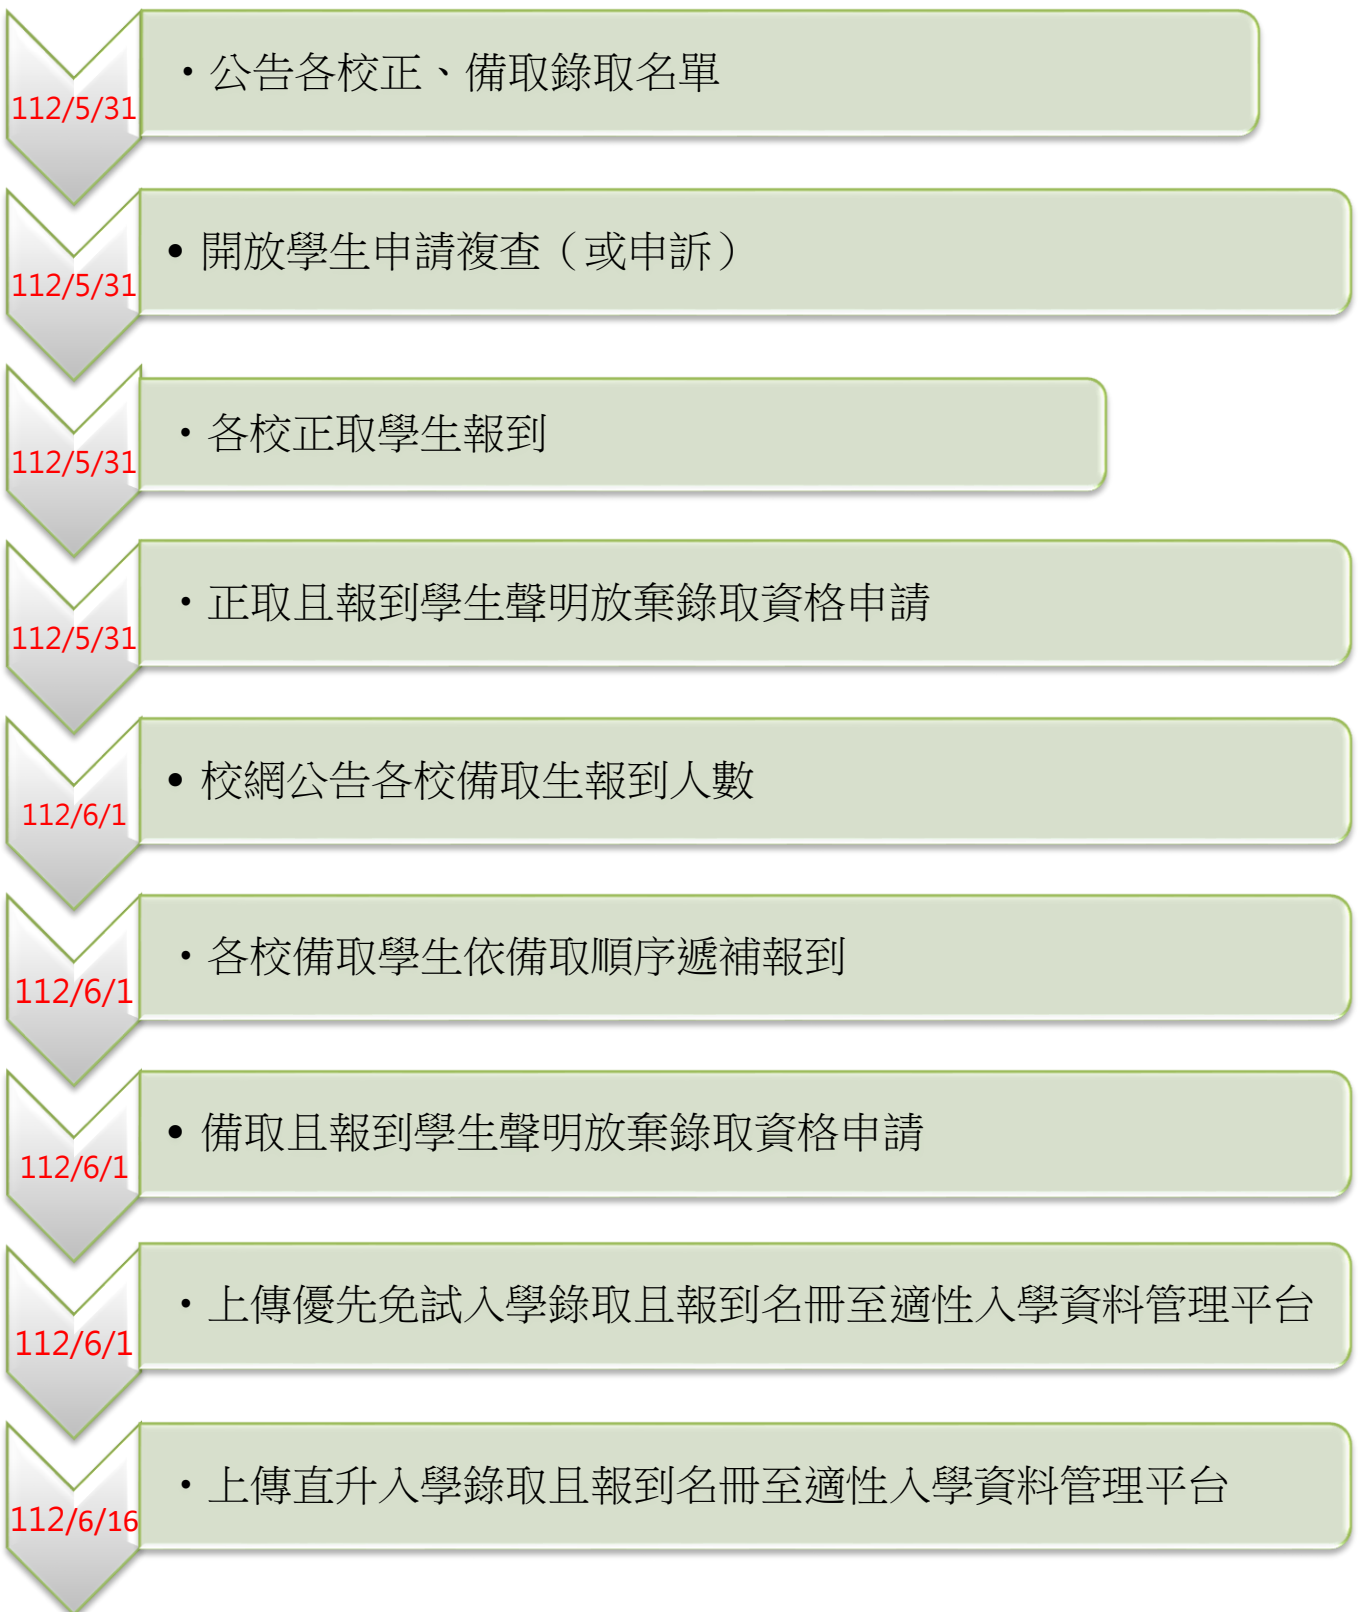 112/5/31
・公告各校正、備取錄取名單
112/5/31
• 開放學生申請複查（或申訴）
112/5/31
・各校正取學生報到
112/5/31
・正取且報到學生聲明放棄錄取資格申請
112/6/1
• 校網公告各校備取生報到人數
112/6/1
・各校備取學生依備取順序遞補報到
112/6/1
• 備取且報到學生聲明放棄錄取資格申請
112/6/1
・上傳優先免試入學錄取且報到名冊至適性入學資料管理平台
112/6/16
・上傳直升入學錄取且報到名冊至適性入學資料管理平台